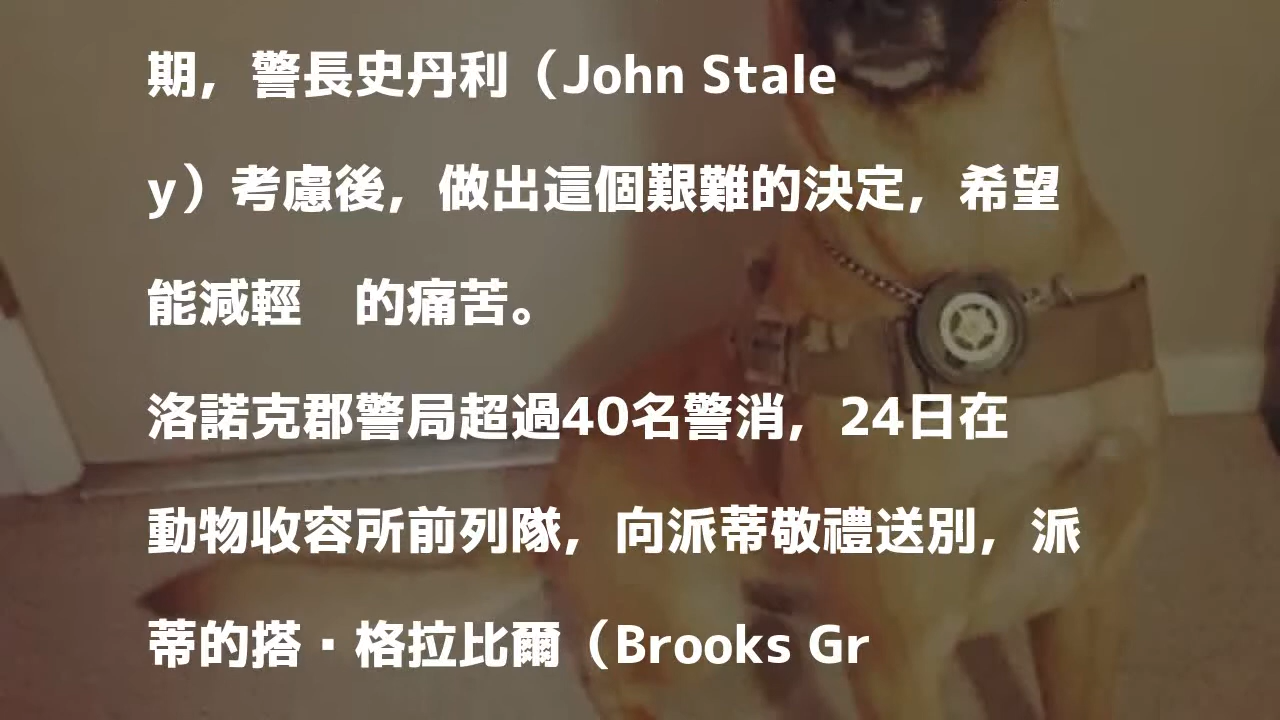 期，警長史丹利（John Stale
y）考慮後，做出這個艱難的決定，希望
能減輕　的痛苦。
洛諾克郡警局超過40名警消，24日在
動物收容所前列隊，向派蒂敬禮送別，派
蒂的搭·格拉比爾（Brooks Gr